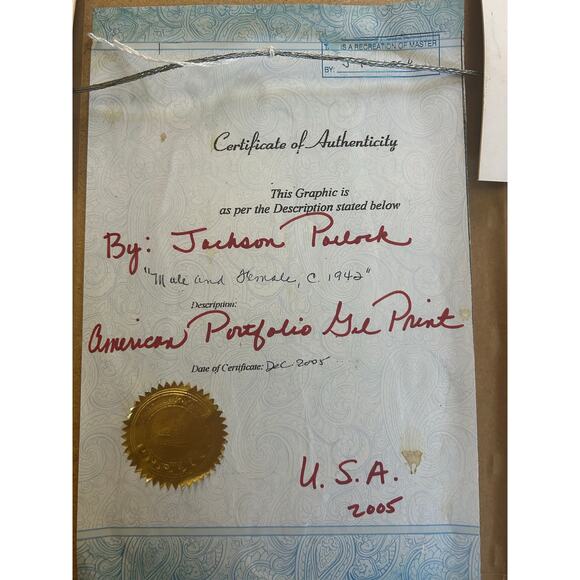 IS A RECREATION OF MASTER
BY:
Certificate of Authenticity
This Graphic is
as per the Description stated below
By: Jackson Pollock
"Male and Female, C. 1942"
Description:
American Portfolio Gel Print
Date of Certificate: Dec 2005
U.S.A.
2005